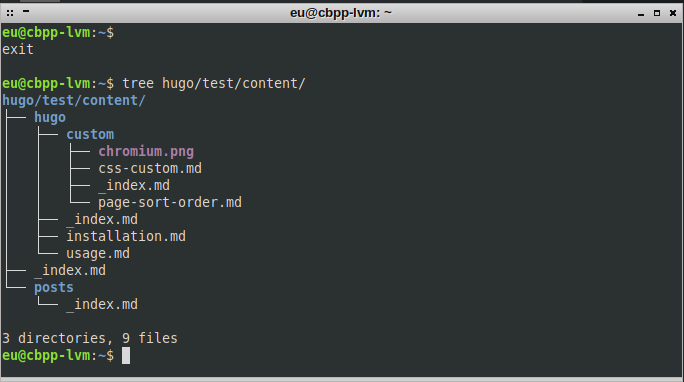 eu@cbpp-lvm: ~
eu@cbpp-lvm:~$
exit
eu@cbpp-lvm:~$ tree hugo/test/content/
hugo/test/content/
├── hugo
│   ├── custom
│   │   ├── chromium.png
│   │   ├── css-custom.md
│   │   ├── _index.md
│   │   └── page-sort-order.md
│   ├── _index.md
│   ├── installation.md
│   └── usage.md
├── _index.md
└── posts
    └── _index.md
3 directories, 9 files
eu@cbpp-lvm:~$